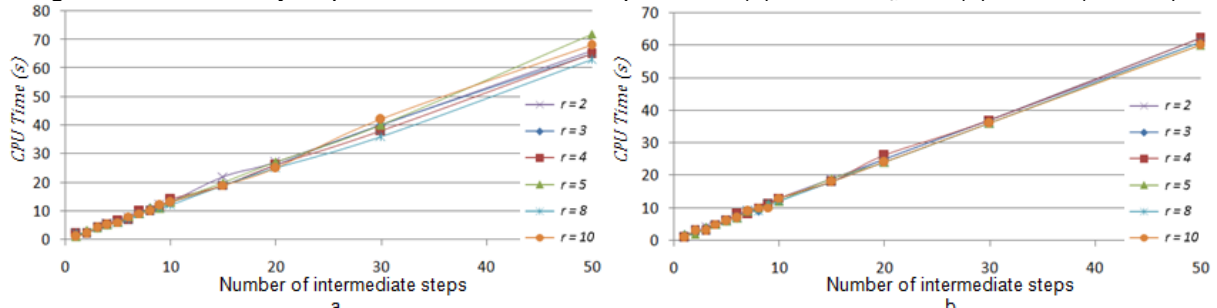 80
70
60
50
40
30
20
10
0
CPU Time (s)
0 10 20 30 40 50
Number of intermediate steps
r = 2
r = 3
r = 4
r = 5
r = 8
r = 10
a
70
60
50
40
30
20
10
0
CPU Time (s)
0 10 20 30 40 50
Number of intermediate steps
r = 2
r = 3
r = 4
r = 5
r = 8
r = 10
b